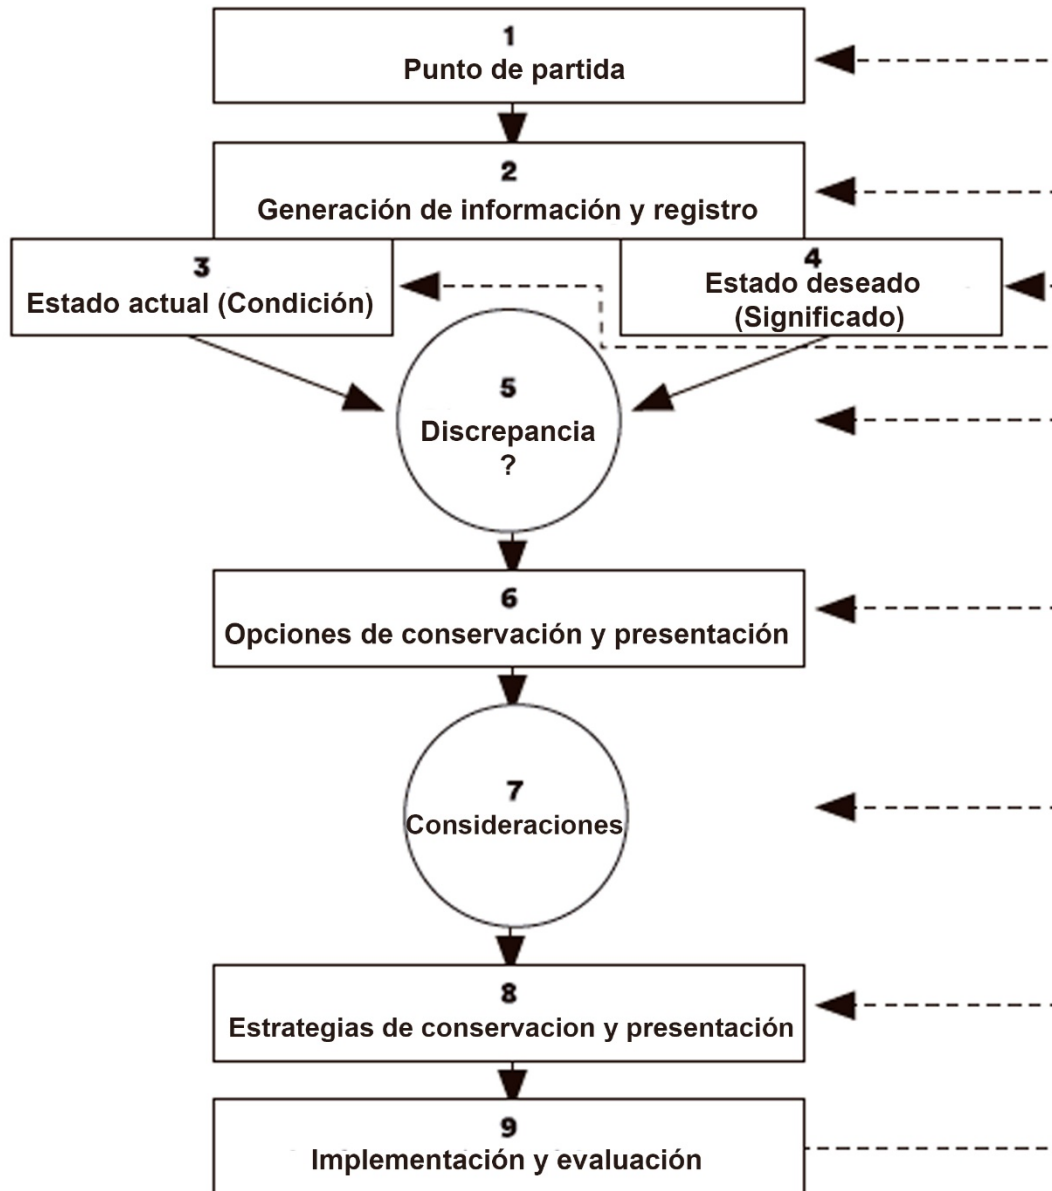 1
Punto de partida
2
Generación de información y registro
3
Estado actual (Condición)
4
Estado deseado
(Significado)
5
Discrepancia
?
6
Opciones de conservación y presentación
7
Consideraciones
8
Estrategias de conservacion y presentación
9
Implementación y evaluación